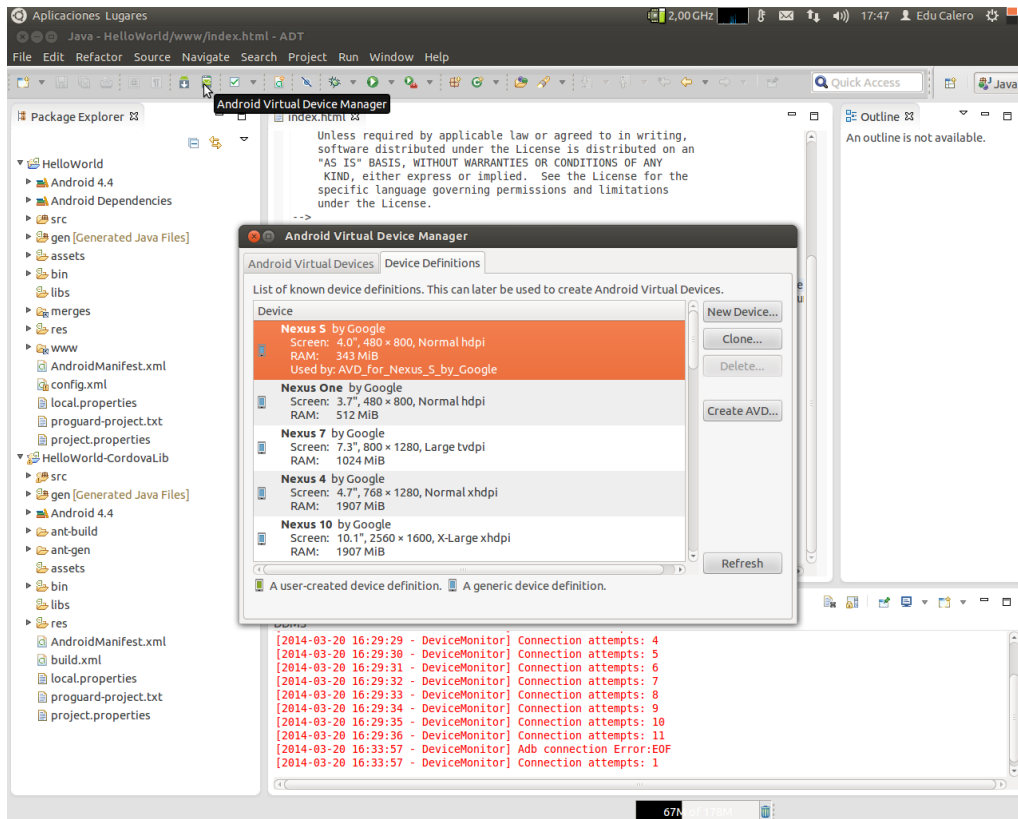 Aplicaciones Lugares
2,00 GHz
17:47
Edu Calero
Java - HelloWorld/www/index.html - ADT
File Edit Refactor Source Navigate Search Project Run Window Help
Quick Access
Java
Android Virtual Device Manager
Package Explorer
HelloWorld
Android 4.4
Android Dependencies
src
gen [Generated Java Files]
assets
bin
libs
merges
res
www
AndroidManifest.xml
config.xml
local.properties
proguard-project.txt
project.properties
HelloWorld-CordovaLib
src
gen [Generated Java Files]
Android 4.4
ant-build
ant-gen
assets
bin
libs
res
AndroidManifest.xml
build.xml
local.properties
proguard-project.txt
project.properties
index.html
Unless required by applicable law or agreed to in writing,
software distributed under the License is distributed on an
"AS IS" BASIS, WITHOUT WARRANTIES OR CONDITIONS OF ANY
KIND, either express or implied. See the License for the
specific language governing permissions and limitations
under the License.
-->
Outline
An outline is not available.
Android Virtual Device Manager
Android Virtual Devices
Device Definitions
List of known device definitions. This can later be used to create Android Virtual Devices.
Device
Nexus S by Google
Screen: 4.0", 480 × 800, Normal hdpi
RAM: 343 MiB
Used by: AVD_for_Nexus_S_by_Google
Nexus One by Google
Screen: 3.7", 480 × 800, Normal hdpi
RAM: 512 MiB
Nexus 7 by Google
Screen: 7.3", 800 × 1280, Large tvdpi
RAM: 1024 MiB
Nexus 4 by Google
Screen: 4.7", 768 × 1280, Normal xhdpi
RAM: 1907 MiB
Nexus 10 by Google
Screen: 10.1", 2560 × 1600, X-Large xhdpi
RAM: 1907 MiB
New Device...
Clone...
Delete...
Create AVD...
Refresh
A user-created device definition. A generic device definition.
DDMS
[2014-03-20 16:29:29 - DeviceMonitor] Connection attempts: 4
[2014-03-20 16:29:30 - DeviceMonitor] Connection attempts: 5
[2014-03-20 16:29:31 - DeviceMonitor] Connection attempts: 6
[2014-03-20 16:29:32 - DeviceMonitor] Connection attempts: 7
[2014-03-20 16:29:33 - DeviceMonitor] Connection attempts: 8
[2014-03-20 16:29:34 - DeviceMonitor] Connection attempts: 9
[2014-03-20 16:29:35 - DeviceMonitor] Connection attempts: 10
[2014-03-20 16:29:36 - DeviceMonitor] Connection attempts: 11
[2014-03-20 16:33:57 - DeviceMonitor] Adb connection Error:EOF
[2014-03-20 16:33:57 - DeviceMonitor] Connection attempts: 1
67M of 178M